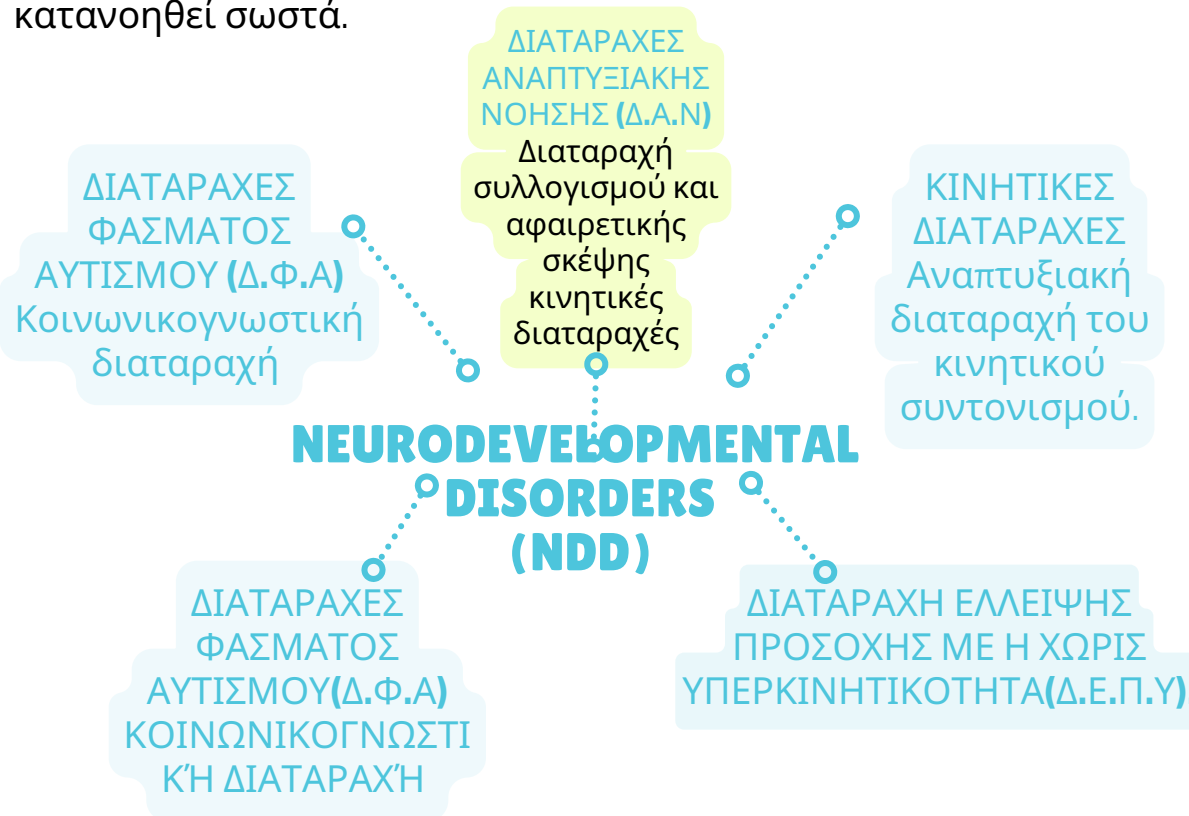 κατανοηθεί σωστά.
ΔΙΑΤΑΡΑΧΕΣ
ΑΝΑΠΤΥΞΙΑΚΗΣ
ΝΟΗΣΗΣ (Δ.Α.Ν)
Διαταραχή
συλλογισμού και
αφαιρετικής
σκέψης
κινητικές
διαταραχές
ΔΙΑΤΑΡΑΧΕΣ
ΦΑΣΜΑΤΟΣ
ΑΥΤΙΣΜΟΥ (Δ.Φ.Α)
Κοινωνικογνωστική
διαταραχή
ΚΙΝΗΤΙΚΕΣ
ΔΙΑΤΑΡΑΧΕΣ
Αναπτυξιακή
διαταραχή του
κινητικού
συντονισμού.
NEURODEVELOPMENTAL
DISORDERS
(NDD)
ΔΙΑΤΑΡΑΧΕΣ
ΦΑΣΜΑΤΟΣ
ΑΥΤΙΣΜΟΥ(Δ.Φ.Α)
ΚΟΙΝΩΝΙΚΟΓΝΩΣΤΙ
ΚΉ ΔΙΑΤΑΡΑΧΉ
ΔΙΑΤΑΡΑΧΗ ΕΛΛΕΙΨΗΣ
ΠΡΟΣΟΧΗΣ ΜΕ Η ΧΩΡΙΣ
ΥΠΕΡΚΙΝΗΤΙΚΟΤΗΤΑ(Δ.Ε.Π.Υ)